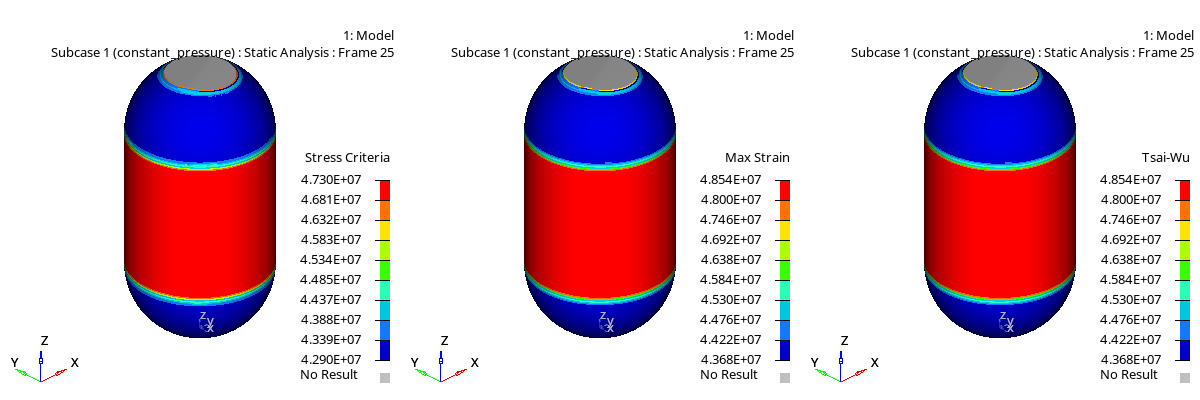 1: Model
Subcase 1 (constant_pressure) : Static Analysis : Frame 25
Stress Criteria
4.730E+07
4.681E+07
4.632E+07
4.583E+07
4.534E+07
4.485E+07
4.437E+07
4.388E+07
4.339E+07
4.290E+07
No Result
Z
Y
X
Z
Y
X
1: Model
Subcase 1 (constant_pressure) : Static Analysis : Frame 25
Max Strain
4.854E+07
4.800E+07
4.746E+07
4.692E+07
4.638E+07
4.584E+07
4.530E+07
4.476E+07
4.422E+07
4.368E+07
No Result
Z
Y
X
Z
Y
X
1: Model
Subcase 1 (constant_pressure) : Static Analysis : Frame 25
Tsai-Wu
4.854E+07
4.800E+07
4.746E+07
4.692E+07
4.638E+07
4.584E+07
4.530E+07
4.476E+07
4.422E+07
4.368E+07
No Result
Z
Y
X
Z
Y
X